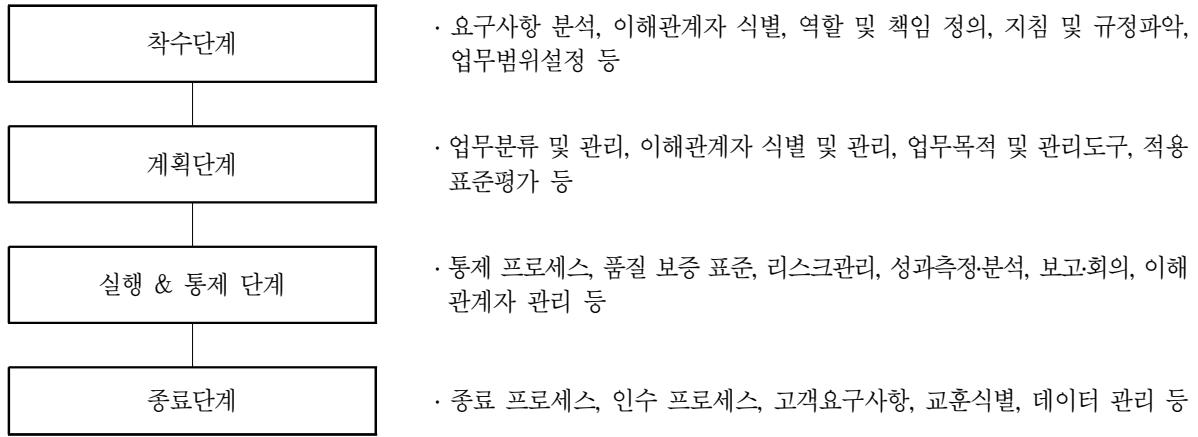 착수단계
· 요구사항 분석, 이해관계자 식별, 역할 및 책임 정의, 지침 및 규정파악,
업무범위설정 등
계획단계
· 업무분류 및 관리, 이해관계자 식별 및 관리, 업무목적 및 관리도구, 적용
표준평가 등
실행 & 통제 단계
· 통제 프로세스, 품질 보증 표준, 리스크관리, 성과측정·분석, 보고·회의, 이해
관계자 관리 등
종료단계
· 종료 프로세스, 인수 프로세스, 고객요구사항, 교훈식별, 데이터 관리 등